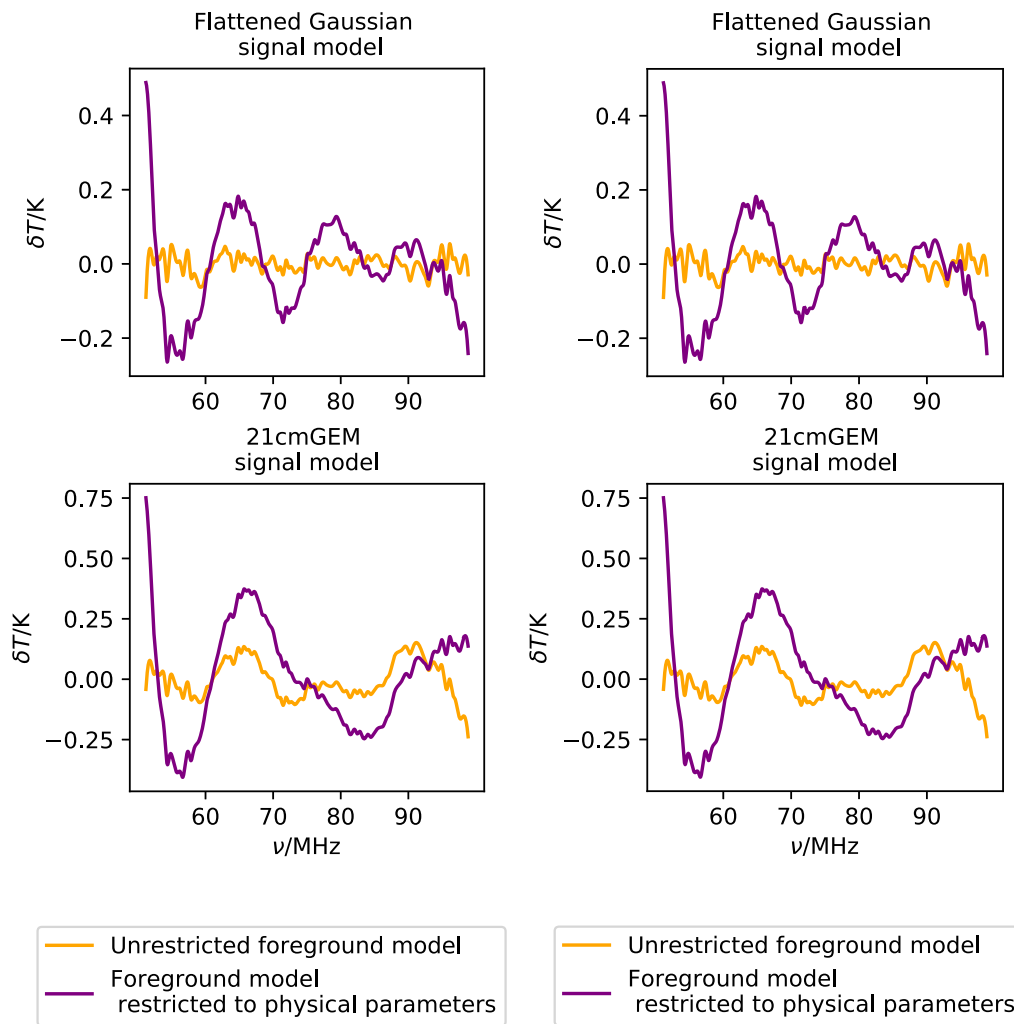 Flattened Gaussian
signal model
δT/K
0.4
0.2
0.0
−0.2
60 70 80 90
Flattened Gaussian
signal model
δT/K
0.4
0.2
0.0
−0.2
60 70 80 90
21cmGEM
signal model
δT/K
0.75
0.50
0.25
0.00
−0.25
60 70 80 90
ν/MHz
21cmGEM
signal model
δT/K
0.75
0.50
0.25
0.00
−0.25
60 70 80 90
ν/MHz
Unrestricted foreground model
Foreground model
restricted to physical parameters
Unrestricted foreground model
Foreground model
restricted to physical parameters